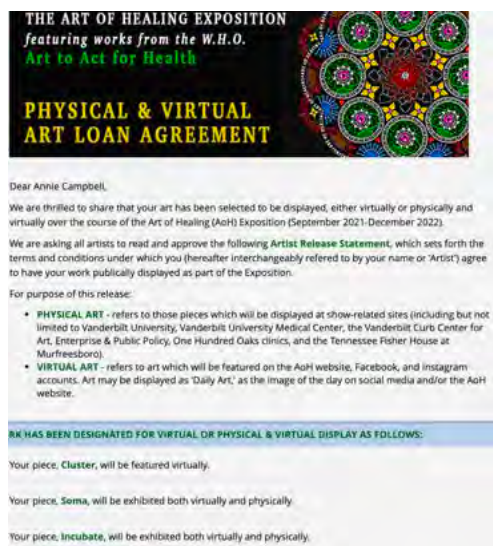 THE ART OF HEALING EXPOSITION
featuring works from the W.H.O.
Art to Act for Health
PHYSICAL & VIRTUAL
ART LOAN AGREEMENT
Dear Annie Campbell,
We are thrilled to share that your art has been selected to be displayed, either virtually or physically and
virtually over the course of the Art of Healing (AoH) Exposition (September 2021-December 2022).
We are asking all artists to read and approve the following Artist Release Statement, which sets forth the
terms and conditions under which you (hereafter interchangeably refered to by your name or 'Artist') agree
to have your work publically displayed as part of the Exposition.
For purpose of this release:
• PHYSICAL ART - refers to those pieces which will be displayed at show-related sites (including but not
limited to Vanderbilt University, Vanderbilt University Medical Center, the Vanderbilt Curb Center for
Art, Enterprise & Public Policy, One Hundred Oaks clinics, and the Tennessee Fisher House at
Murfreesboro).
• VIRTUAL ART - refers to art which will be featured on the AoH website, Facebook, and Instagram
accounts. Art may be displayed as 'Daily Art,' as the image of the day on social media and/or the AoH
website.
RK HAS BEEN DESIGNATED FOR VIRTUAL OR PHYSICAL & VIRTUAL DISPLAY AS FOLLOWS:
Your piece, Cluster, will be featured virtually.
Your piece, Soma, will be exhibited both virtually and physically.
Your piece, Incubate, will be exhibited both virtually and physically.